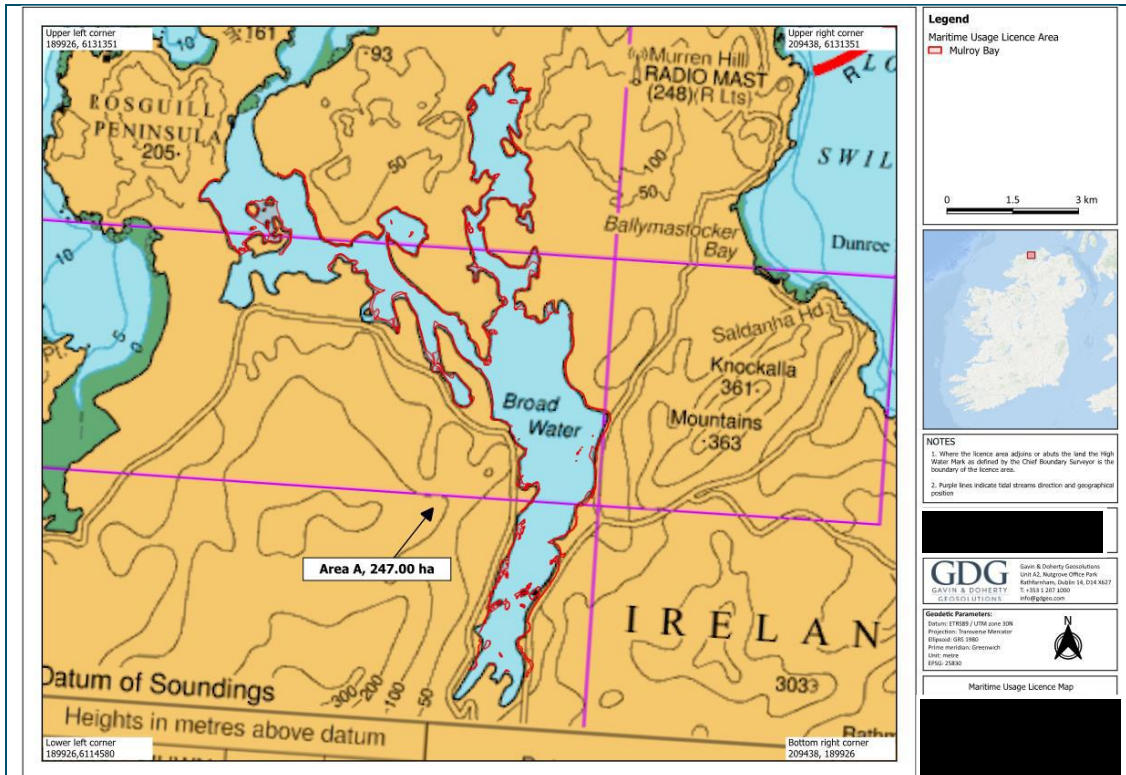 Upper left corner
189926, 6131351
Upper right corner
209438, 6131351
161
10
93
Murren Hill
RADIO MAST
(248)(R Lts)
R
LO
ROSGUILL
PENINSULA
205
50
100
50
SWIL
Ballymastocker
Bay
Dunree
10
5
0
Pt.
Saldanha Hd.
Knockalla
361
Mountains
363
Broad
Water
Area A, 247.00 ha
IRELAN
Datum of Soundings
300
200
100
50
Heights in metres above datum
Lower left corner
189926,6114580
Bottom right corner
209438, 189926
Legend
Maritime Usage Licence Area
Mulroy Bay
0 1.5 3 km
NOTES
1. Where the licence area adjoins or abuts the land the High
Water Mark as defined by the Chief Boundary Surveyor is the
boundary of the licence area.
2. Purple lines indicate tidal streams direction and geographical
position
GDG
GAVIN & DOHERTY
GEOSOLUTIONS
Gavin & Doherty Geosolutions
Unit A2, Nutgrove Office Park
Rathfarnham, Dublin 14, D14 X627
T: +353 1 207 1000
info@gdgeo.com
Geodetic Parameters:
Datum: ETRS89 / UTM zone 30N
Projection: Transverse Mercator
Ellipsoid: GRS 1980
Prime meridian: Greenwich
Unit: metre
EPSG: 25830
N
Maritime Usage Licence Map